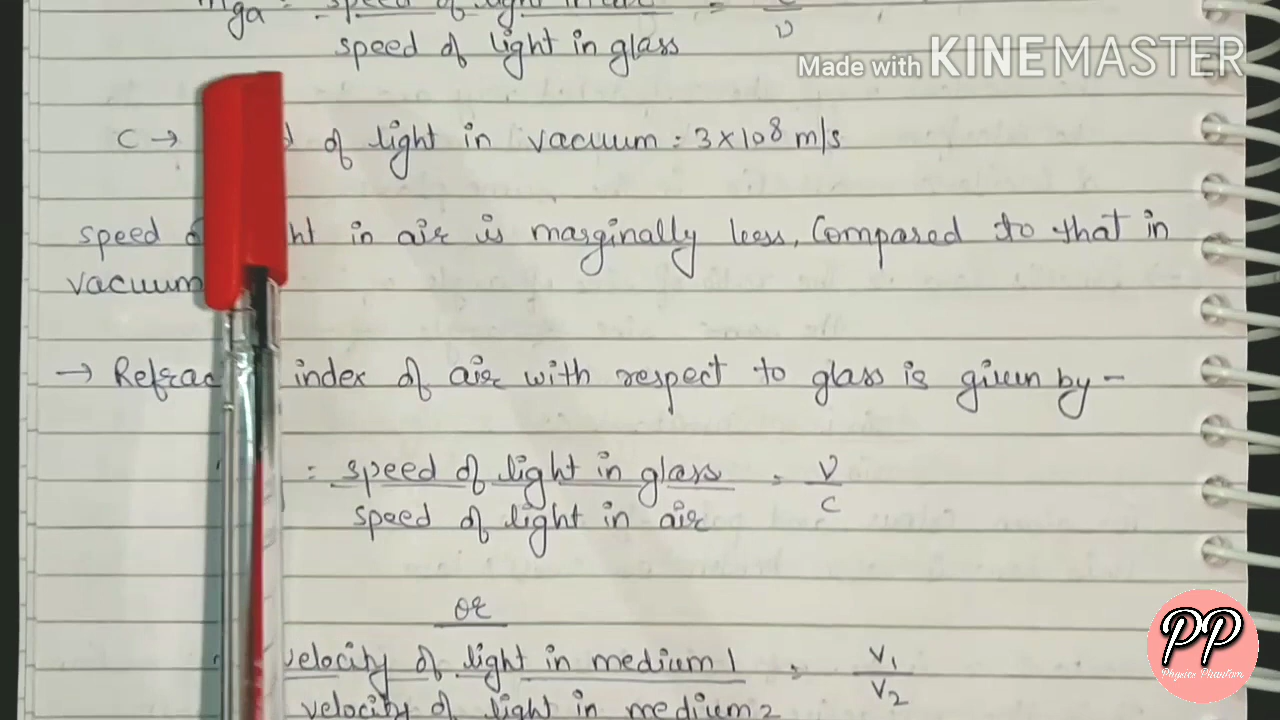 speed of light in glass
ν
Made with KINEMASTER
C → of light in vacuum = 3×108 m/s
speed in air is marginally less, Compared to that in
vacuum
→ index of air with respect to glass is given by -
= speed of light in glass = ν
speed of light in air c
or
velocity of light in medium 1 = V1
velocity of light in medium 2 V2
PP
Physics Phantom